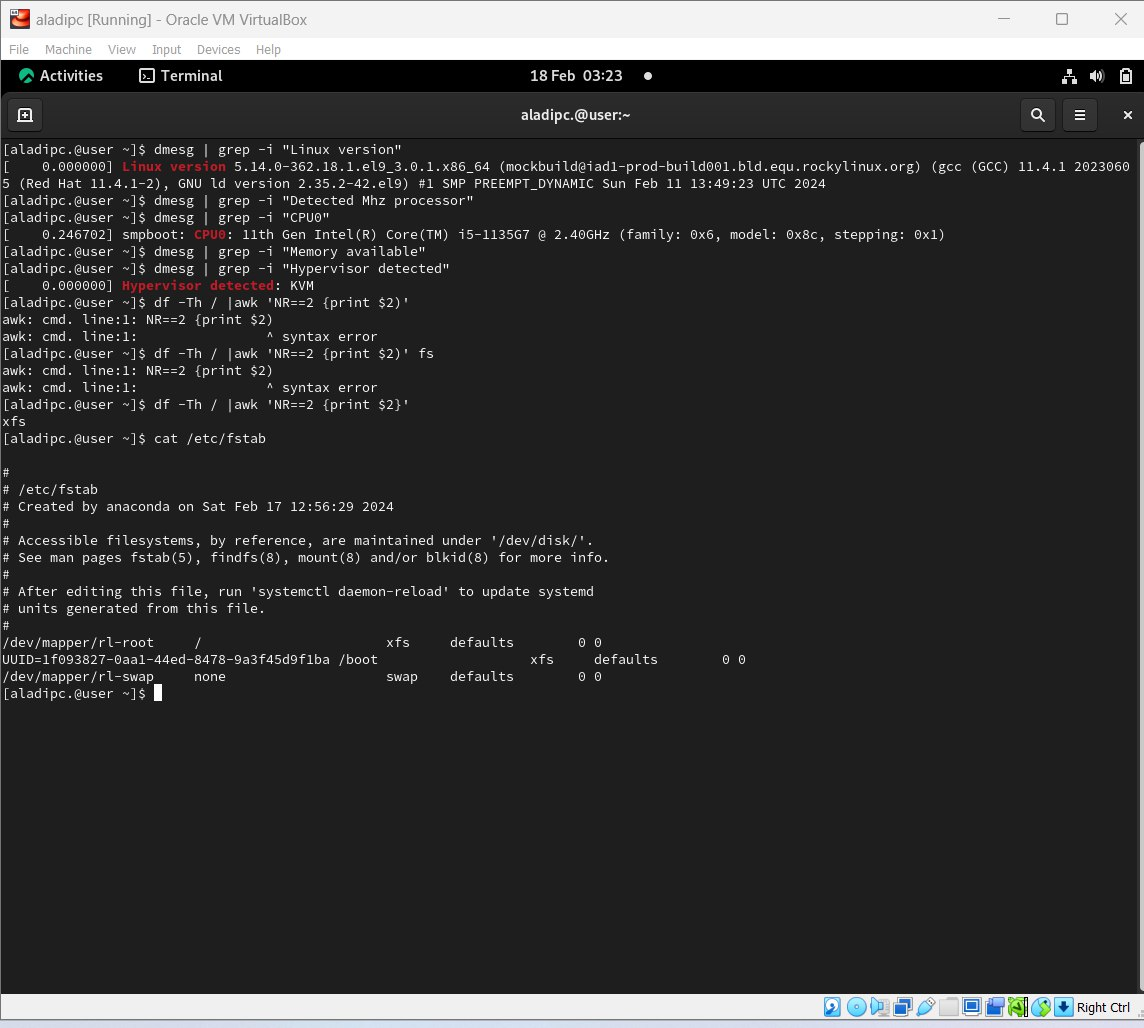 aladipc [Running] - Oracle VM VirtualBox
File Machine View Input Devices Help
Activities Terminal 18 Feb 03:23
aladipc.@user:~
[aladipc.@user ~]$ dmesg | grep -i "Linux version"
[    0.000000] Linux version 5.14.0-362.18.1.el9_3.0.1.x86_64 (mockbuild@iad1-prod-build001.bld.equ.rockylinux.org) (gcc (GCC) 11.4.1 2023060
5 (Red Hat 11.4.1-2), GNU ld version 2.35.2-42.el9) #1 SMP PREEMPT_DYNAMIC Sun Feb 11 13:49:23 UTC 2024
[aladipc.@user ~]$ dmesg | grep -i "Detected Mhz processor"
[aladipc.@user ~]$ dmesg | grep -i "CPU0"
[    0.246702] smpboot: CPU0: 11th Gen Intel(R) Core(TM) i5-1135G7 @ 2.40GHz (family: 0x6, model: 0x8c, stepping: 0x1)
[aladipc.@user ~]$ dmesg | grep -i "Memory available"
[aladipc.@user ~]$ dmesg | grep -i "Hypervisor detected"
[    0.000000] Hypervisor detected: KVM
[aladipc.@user ~]$ df -Th / |awk 'NR==2 {print $2)'
awk: cmd. line:1: NR==2 {print $2)
awk: cmd. line:1:                ^ syntax error
[aladipc.@user ~]$ df -Th / |awk 'NR==2 {print $2)' fs
awk: cmd. line:1: NR==2 {print $2)
awk: cmd. line:1:                ^ syntax error
[aladipc.@user ~]$ df -Th / |awk 'NR==2 {print $2}'
xfs
[aladipc.@user ~]$ cat /etc/fstab
#
# /etc/fstab
# Created by anaconda on Sat Feb 17 12:56:29 2024
#
# Accessible filesystems, by reference, are maintained under '/dev/disk/'.
# See man pages fstab(5), findfs(8), mount(8) and/or blkid(8) for more info.
#
# After editing this file, run 'systemctl daemon-reload' to update systemd
# units generated from this file.
#
/dev/mapper/rl-root     /                       xfs     defaults        0 0
UUID=1f093827-0aa1-44ed-8478-9a3f45d9f1ba /boot                   xfs     defaults        0 0
/dev/mapper/rl-swap     none                    swap    defaults        0 0
[aladipc.@user ~]$
Right Ctrl